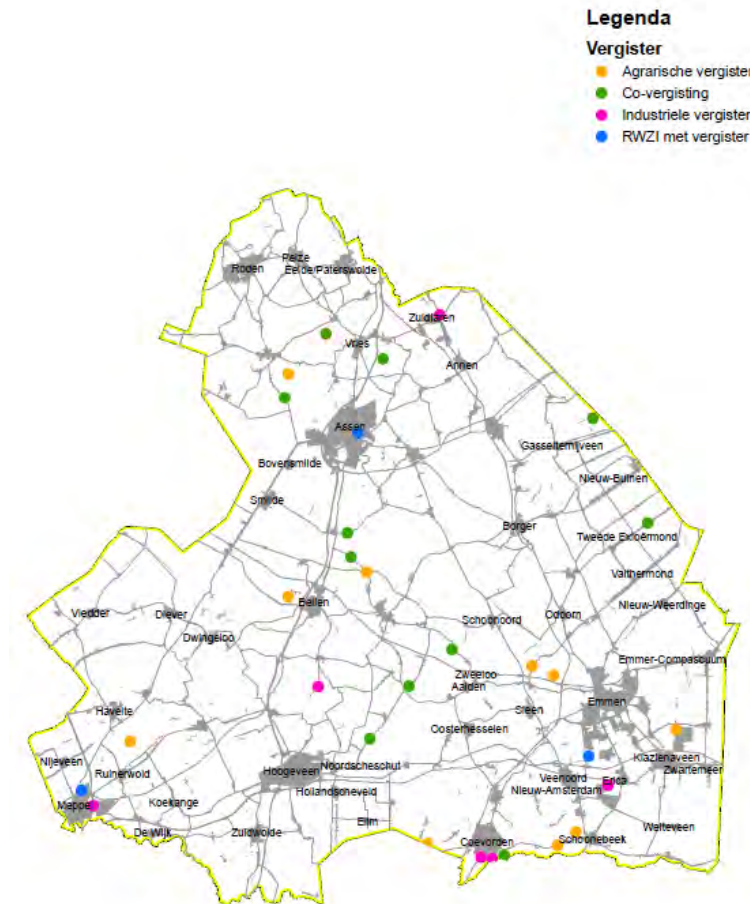 Legenda
Vergister
Agrarische vergister
Co-vergisting
Industriele vergister
RWZI met vergister
Peize
Roden
Eelde/Paterswolde
Zuidlaren
Vries
Annen
Assen
Gasselternijveen
Bovensmilde
Nieuw-Buinen
Smilde
Borger
Tweede Exloërmond
Valthermond
Beilen
Nieuw-Weerdinge
Vledder
Diever
Schoonoord
Odoorn
Dwingeloo
Emmer-Compascuum
Zweeloo
Aalden
Emmen
Havelte
Sleen
Oosterhesselen
Nijeveen
Klazienaveen
Ruinerwold
Hoogeveen
Noordscheschut
Zwartemeer
Veenoord
Erica
Hollandscheveld
Nieuw-Amsterdam
Meppel
Koekange
Elim
De Wijk
Zuidwolde
Coevorden
Schoonebeek
Weiteveen